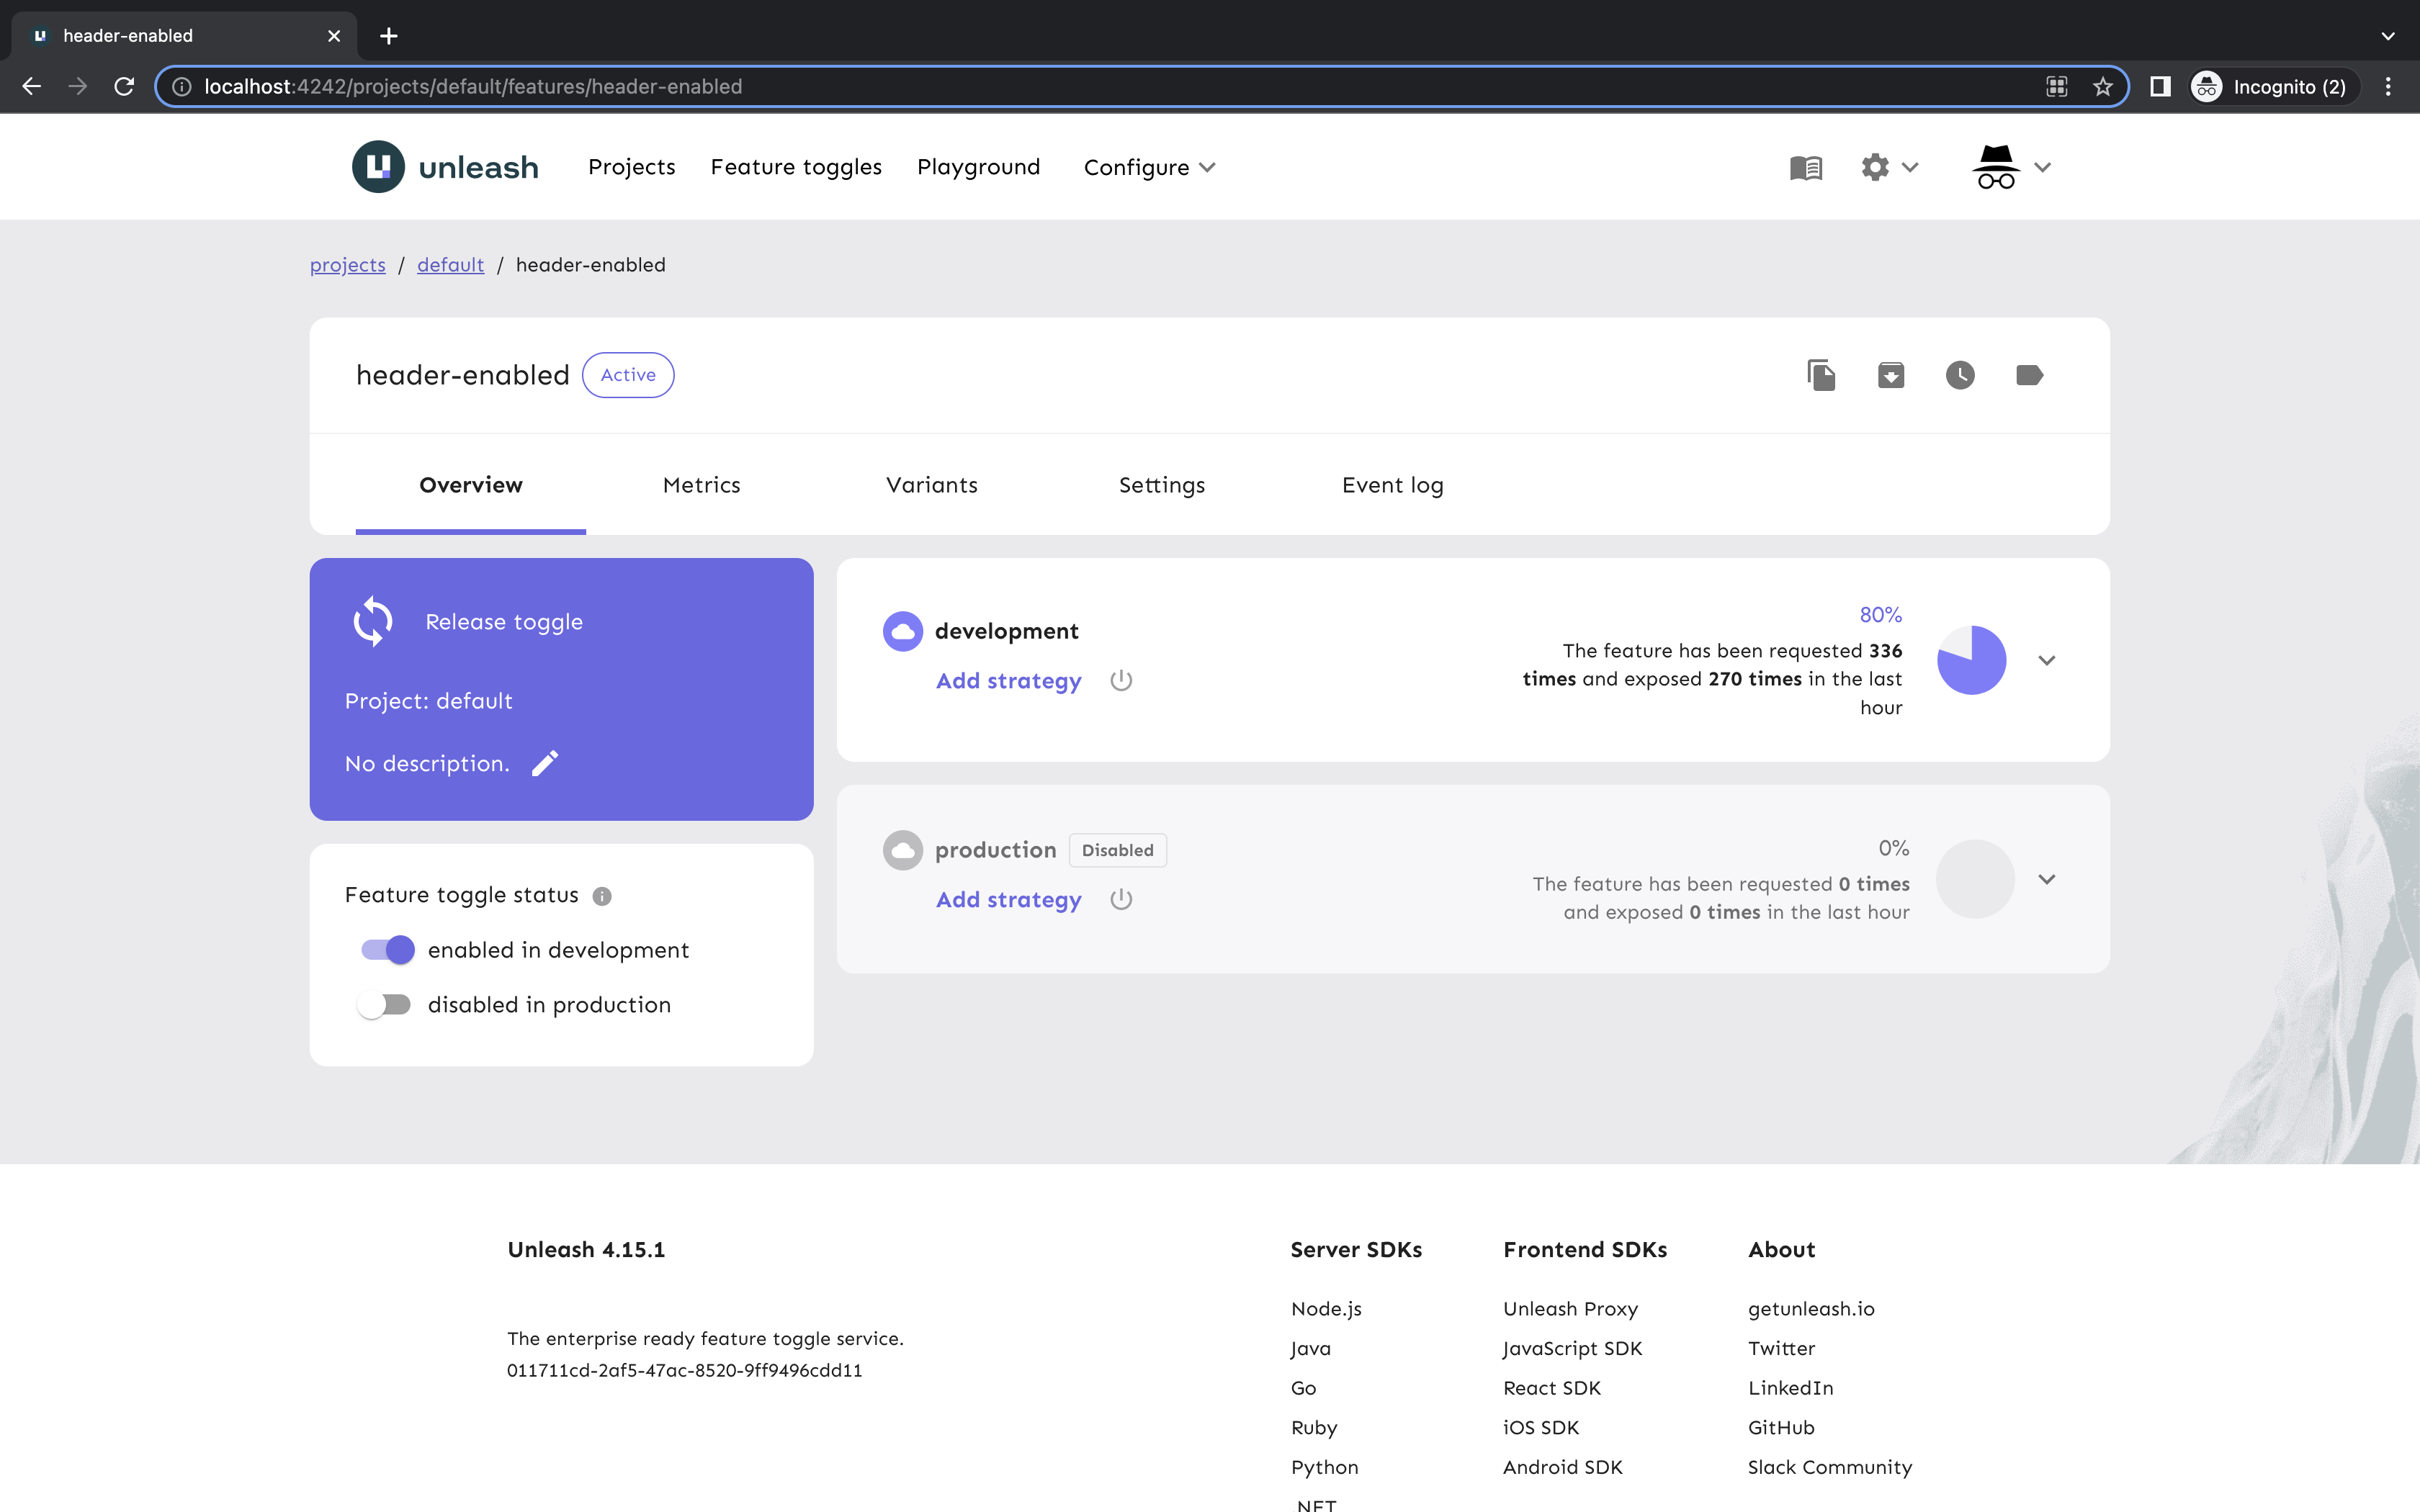 header-enabled
localhost:4242/projects/default/features/header-enabled
Incognito (2)
unleash
Projects
Feature toggles
Playground
Configure
projects / default / header-enabled
header-enabled
Active
Overview
Metrics
Variants
Settings
Event log
Release toggle
Project: default
No description.
Feature toggle status
enabled in development
disabled in production
development
Add strategy
80%
The feature has been requested 336
times and exposed 270 times in the last
hour
production
Disabled
Add strategy
0%
The feature has been requested 0 times
and exposed 0 times in the last hour
Unleash 4.15.1
The enterprise ready feature toggle service.
011711cd-2af5-47ac-8520-9ff9496cdd11
Server SDKs
Node.js
Java
Go
Ruby
Python
.NET
Frontend SDKs
Unleash Proxy
JavaScript SDK
React SDK
iOS SDK
Android SDK
About
getunleash.io
Twitter
LinkedIn
GitHub
Slack Community